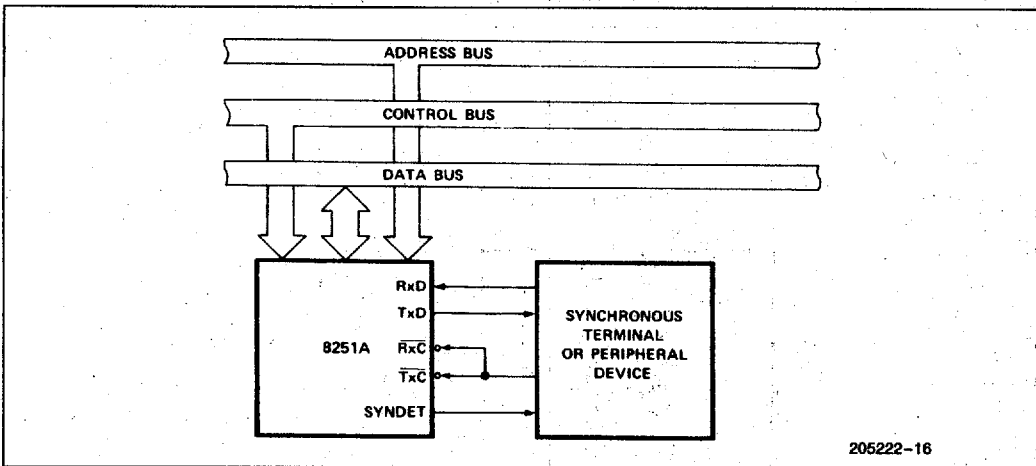 ADDRESS BUS
CONTROL BUS
DATA BUS
RxD
TxD
8251A
RxC
TxC
SYNDET
SYNCHRONOUS
TERMINAL
OR PERIPHERAL
DEVICE
205222-16